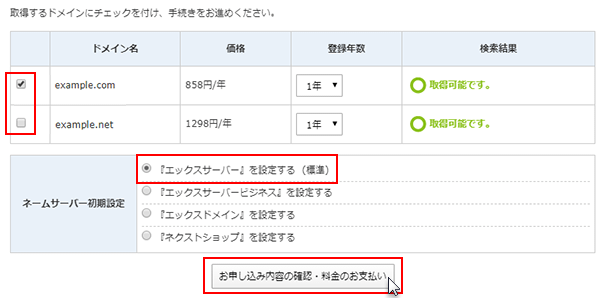 取得するドメインにチェックを付け、手続きをお進めください。
ドメイン名 価格 登録年数 検索結果
example.com 858円/年 1年 取得可能です。
example.net 1298円/年 1年 取得可能です。
ネームサーバー初期設定
『エックスサーバー』を設定する（標準）
『エックスサーバービジネス』を設定する
『エックスドメイン』を設定する
『ネクストショップ』を設定する
お申し込み内容の確認・料金のお支払い